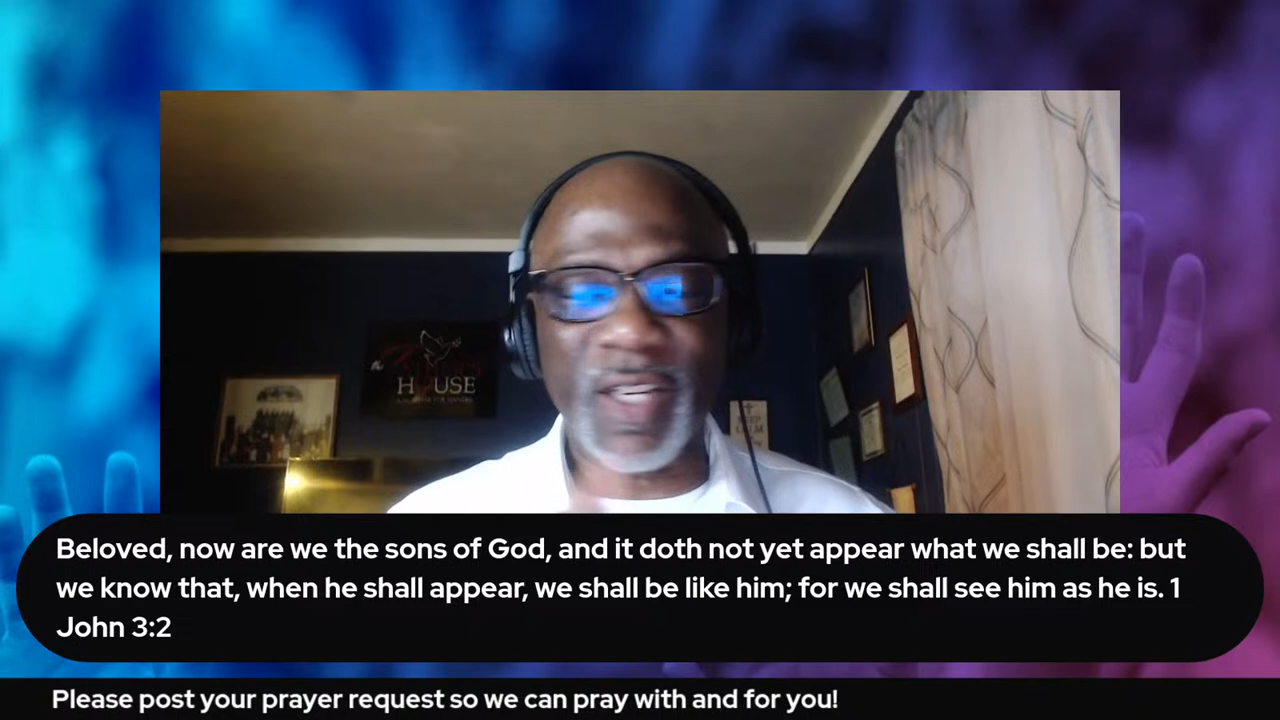 HOUSE
KEEP
CALM
Beloved, now are we the sons of God, and it doth not yet appear what we shall be: but
we know that, when he shall appear, we shall be like him; for we shall see him as he is. 1
John 3:2
Please post your prayer request so we can pray with and for you!